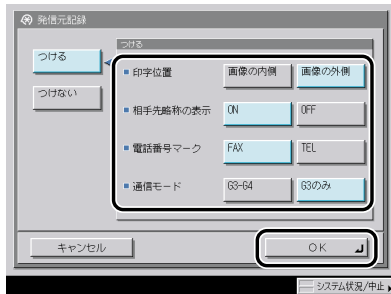 発信元記録
つける
つける
つけない
■ 印字位置 画像の内側 画像の外側
■ 相手先略称の表示 ON OFF
■ 電話番号マーク FAX TEL
■ 通信モード G3-G4 G3のみ
キャンセル OK
システム状況/中止